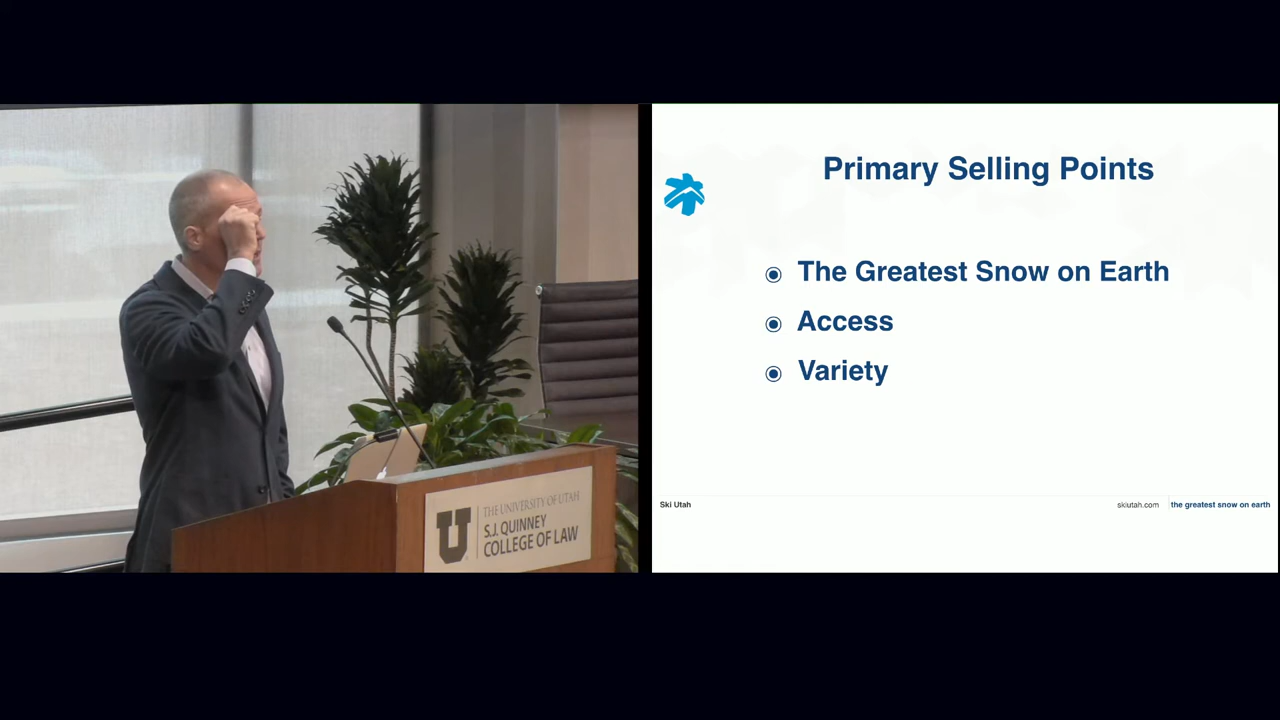 THE UNIVERSITY OF UTAH
S.J. QUINNEY
COLLEGE OF LAW
U
Primary Selling Points
The Greatest Snow on Earth
Access
Variety
Ski Utah
skiutah.com
the greatest snow on earth